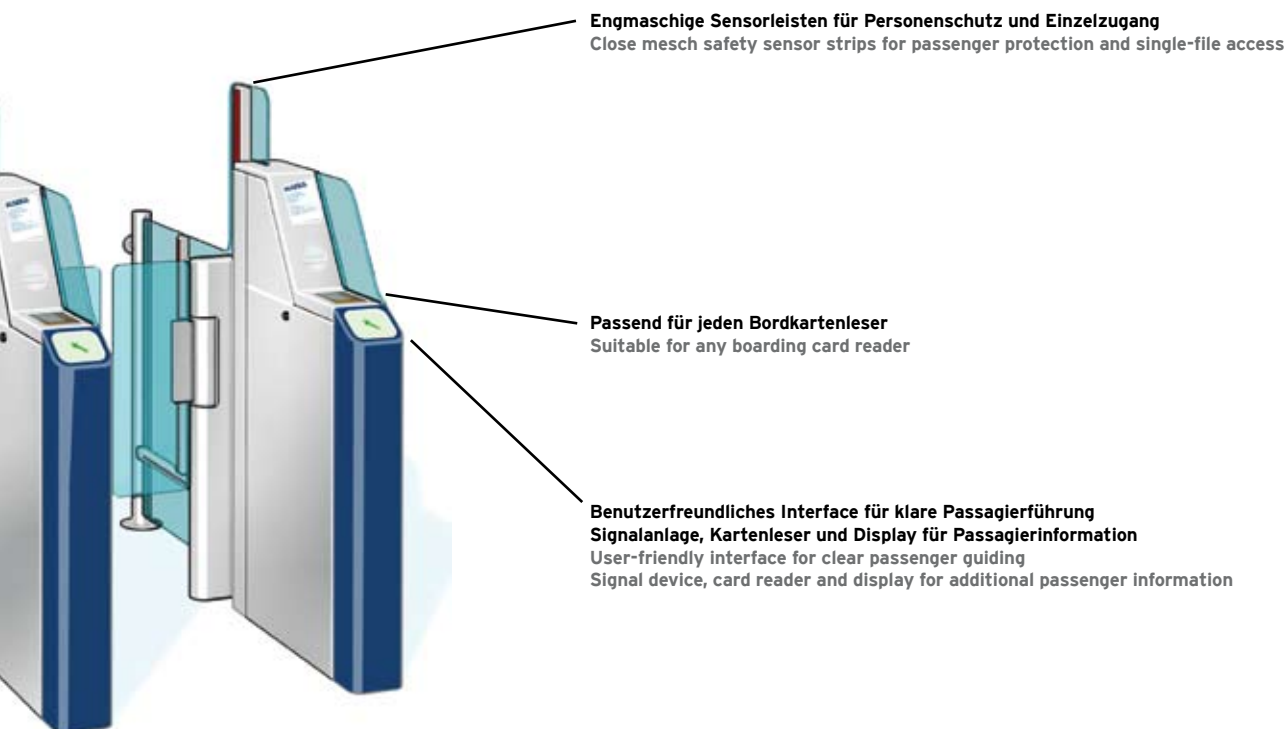 Engmaschige Sensorleisten für Personenschutz und Einzelzugang
Close mesch safety sensor strips for passenger protection and single-file access
Passend für jeden Bordkartenleser
Suitable for any boarding card reader
Benutzerfreundliches Interface für klare Passagierführung
Signalanlage, Kartenleser und Display für Passagierinformation
User-friendly interface for clear passenger guiding
Signal device, card reader and display for additional passenger information